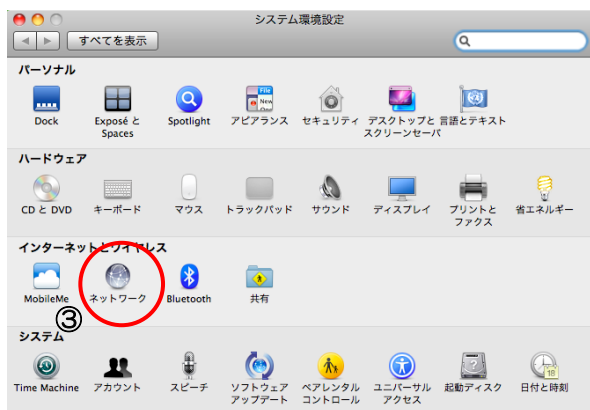 システム環境設定
すべてを表示
パーソナル
Dock
Exposé と
Spaces
Spotlight
アピアランス
セキュリティ
デスクトップと
スクリーンセーバ
言語とテキスト
ハードウェア
CD と DVD
キーボード
マウス
トラックパッド
サウンド
ディスプレイ
プリントと
ファクス
省エネルギー
インターネットとワイヤレス
MobileMe
ネットワーク
Bluetooth
共有
③
システム
Time Machine
アカウント
スピーチ
ソフトウェア
アップデート
ペアレンタル
コントロール
ユニバーサル
アクセス
起動ディスク
日付と時刻